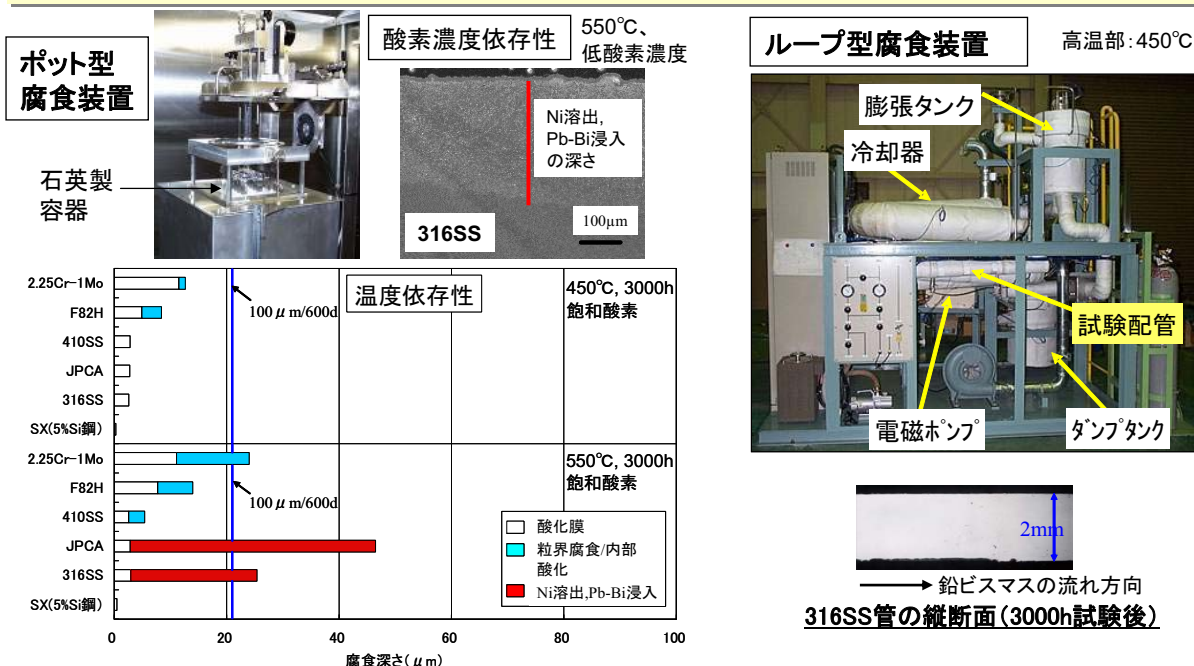 ポット型
腐食装置
石英製
容器
酸素濃度依存性
550℃、
低酸素濃度
Ni溶出,
Pb-Bi浸入
の深さ
316SS
100μm
ループ型腐食装置
高温部:450℃
膨張タンク
冷却器
試験配管
電磁ポンプ
ダンプタンク
温度依存性
450℃, 3000h
飽和酸素
100μm/600d
2.25Cr-1Mo
F82H
410SS
JPCA
316SS
SX(5%Si鋼)
550℃, 3000h
飽和酸素
100μm/600d
2.25Cr-1Mo
F82H
410SS
JPCA
316SS
SX(5%Si鋼)
酸化膜
粒界腐食/内部
酸化
Ni溶出,Pb-Bi浸入
0 20 40 60 80 100
腐食深さ(μm)
2mm
鉛ビスマスの流れ方向
316SS管の縦断面(3000h試験後)